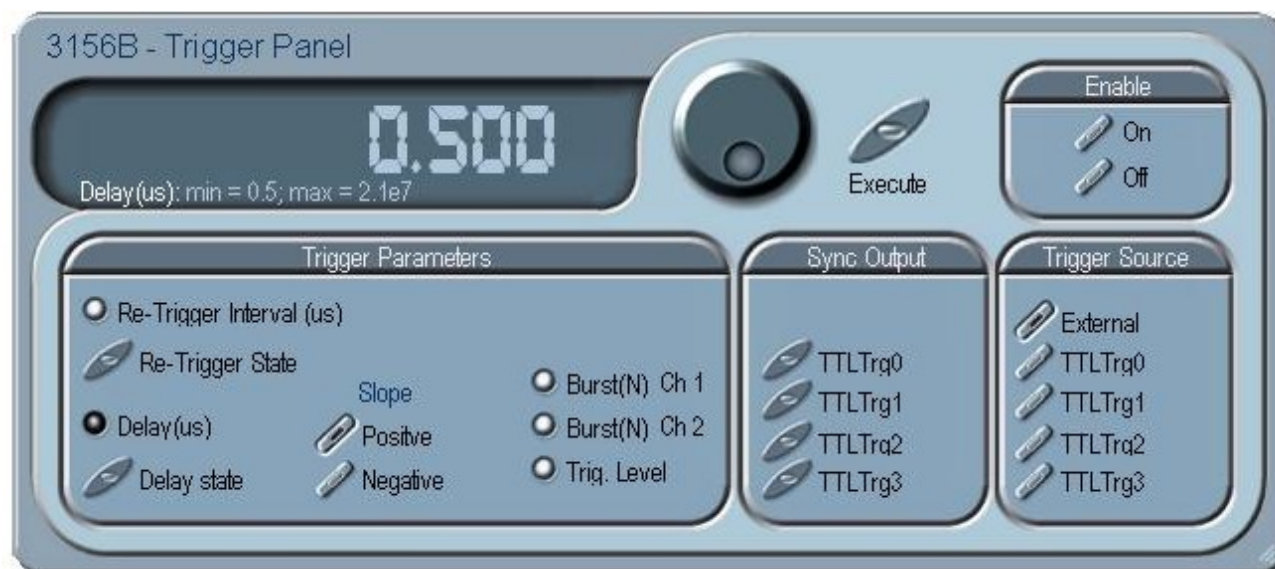 3156B - Trigger Panel
0.500
Delay(us): min = 0.5; max = 2.1e7
Execute
Enable
On
Off
Trigger Parameters
Re-Trigger Interval (us)
Re-Trigger State
Delay(us)
Delay state
Slope
Positve
Negative
Burst(N) Ch 1
Burst(N) Ch 2
Trig. Level
Sync Output
TTLTrg0
TTLTrg1
TTLTrg2
TTLTrg3
Trigger Source
External
TTLTrg0
TTLTrg1
TTLTrg2
TTLTrg3